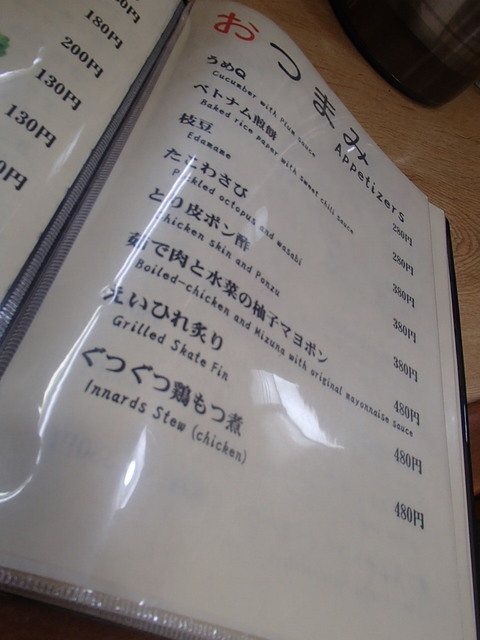 180円
200円
130円
130円
おつまみ
Appetizers
うめQ 280円
Cucumber with Plum sauce
ベトナム煎餅 280円
Baked rice paper with sweet chili sauce
枝豆 380円
Edamame
たこわさび 380円
Pickled octopus and wasabi
とり皮ポン酢 380円
Chicken skin and Ponzu
茹で肉と水菜の柚子マヨポン 480円
Boiled-chicken and Mizuna with original mayonnaise sauce
えいひれ炙り 480円
Grilled Skate Fin
ぐつぐつ鶏もつ煮 480円
Innards Stew (chicken)